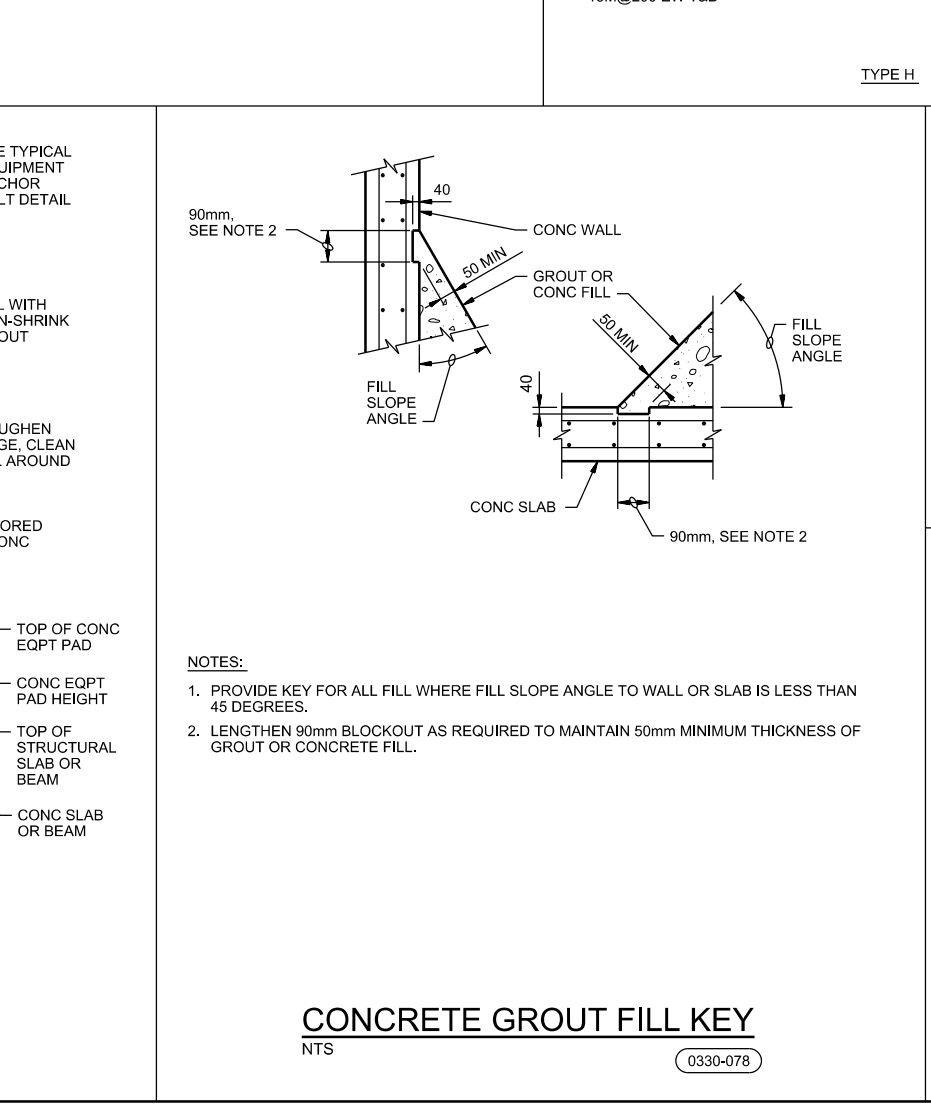 TYPE H
E TYPICAL
UIPMENT
CHOR
LT DETAIL
L WITH
N-SHRINK
OUT
UGHEN
GE, CLEAN
L AROUND
ORED
ONC
TOP OF CONC
EQPT PAD
CONC EQPT
PAD HEIGHT
TOP OF
STRUCTURAL
SLAB OR
BEAM
CONC SLAB
OR BEAM
90mm,
SEE NOTE 2
40
CONC WALL
50 MIN
GROUT OR
CONC FILL
FILL
SLOPE
ANGLE
50 MIN
FILL
SLOPE
ANGLE
40
CONC SLAB
90mm, SEE NOTE 2
NOTES:
1. PROVIDE KEY FOR ALL FILL WHERE FILL SLOPE ANGLE TO WALL OR SLAB IS LESS THAN
45 DEGREES.
2. LENGTHEN 90mm BLOCKOUT AS REQUIRED TO MAINTAIN 50mm MINIMUM THICKNESS OF
GROUT OR CONCRETE FILL.
CONCRETE GROUT FILL KEY
NTS
0330-078